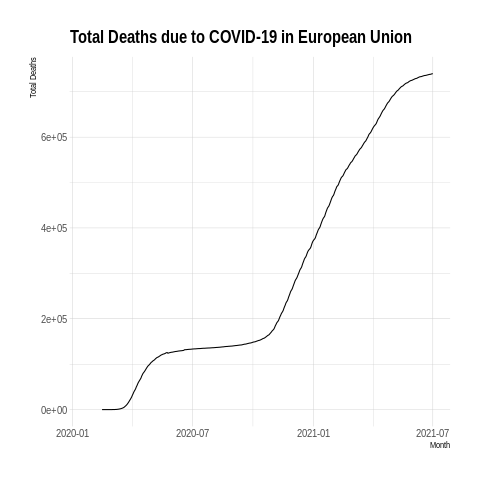 Total Deaths due to COVID-19 in European Union
Total Deaths
6e+05
4e+05
2e+05
0e+00
2020-01 2020-07 2021-01 2021-07
Month